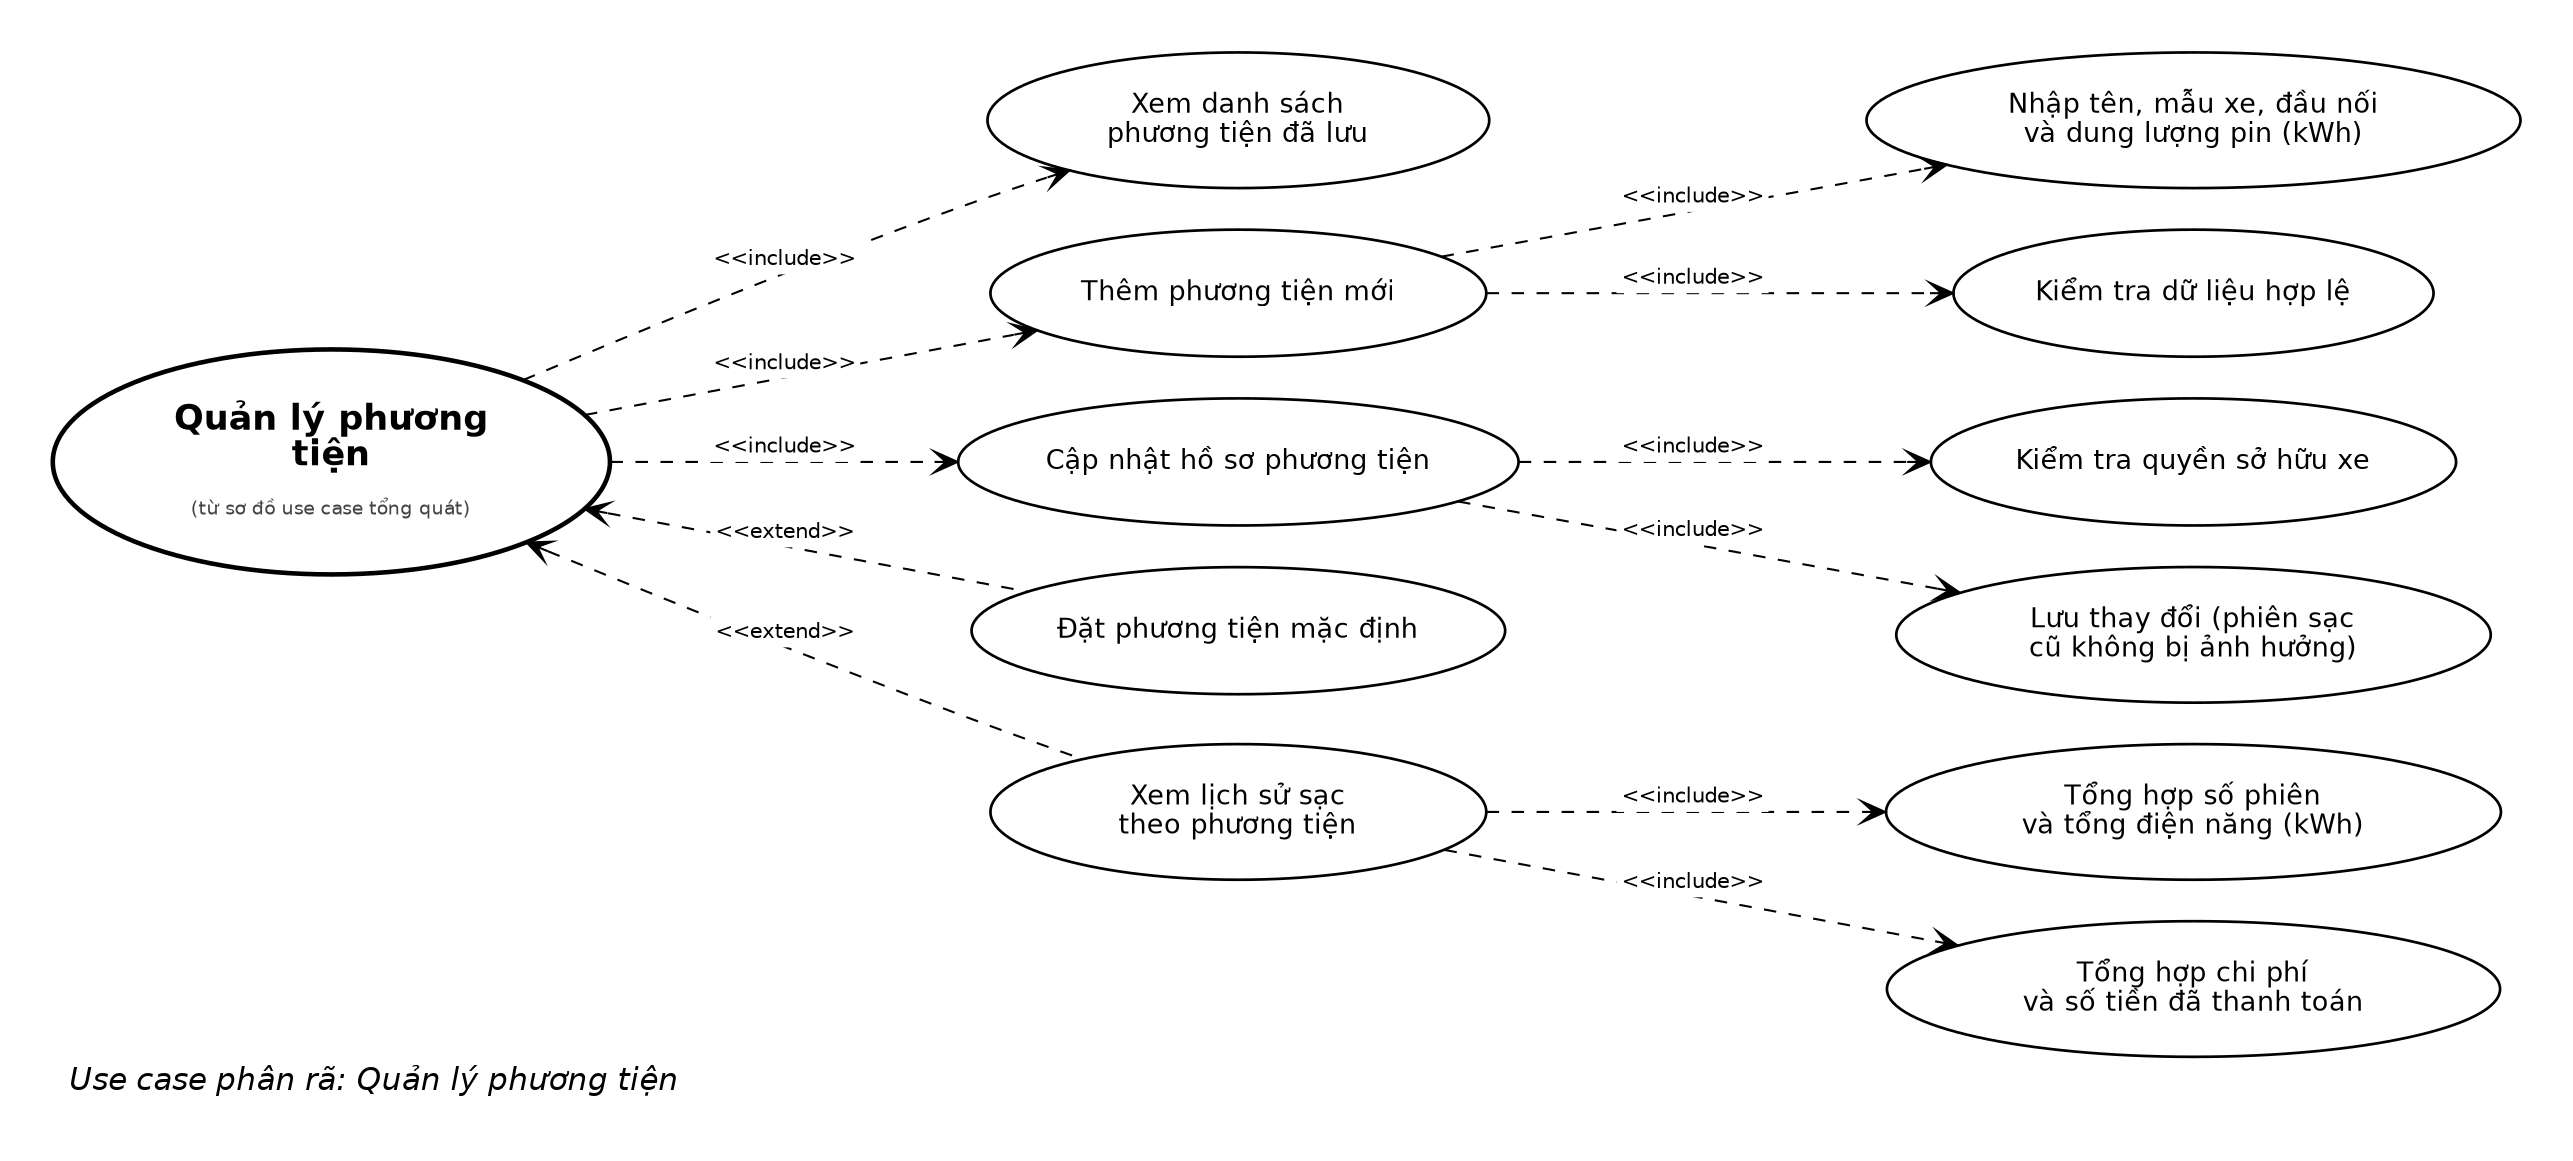 Quản lý phương
tiện
(từ sơ đồ use case tổng quát)
<<include>>
<<include>>
<<include>>
<<extend>>
<<extend>>
Xem danh sách
phương tiện đã lưu
Thêm phương tiện mới
Cập nhật hồ sơ phương tiện
Đặt phương tiện mặc định
Xem lịch sử sạc
theo phương tiện
<<include>>
<<include>>
<<include>>
<<include>>
<<include>>
<<include>>
Nhập tên, mẫu xe, đầu nối
và dung lượng pin (kWh)
Kiểm tra dữ liệu hợp lệ
Kiểm tra quyền sở hữu xe
Lưu thay đổi (phiên sạc
cũ không bị ảnh hưởng)
Tổng hợp số phiên
và tổng điện năng (kWh)
Tổng hợp chi phí
và số tiền đã thanh toán
Use case phân rã: Quản lý phương tiện